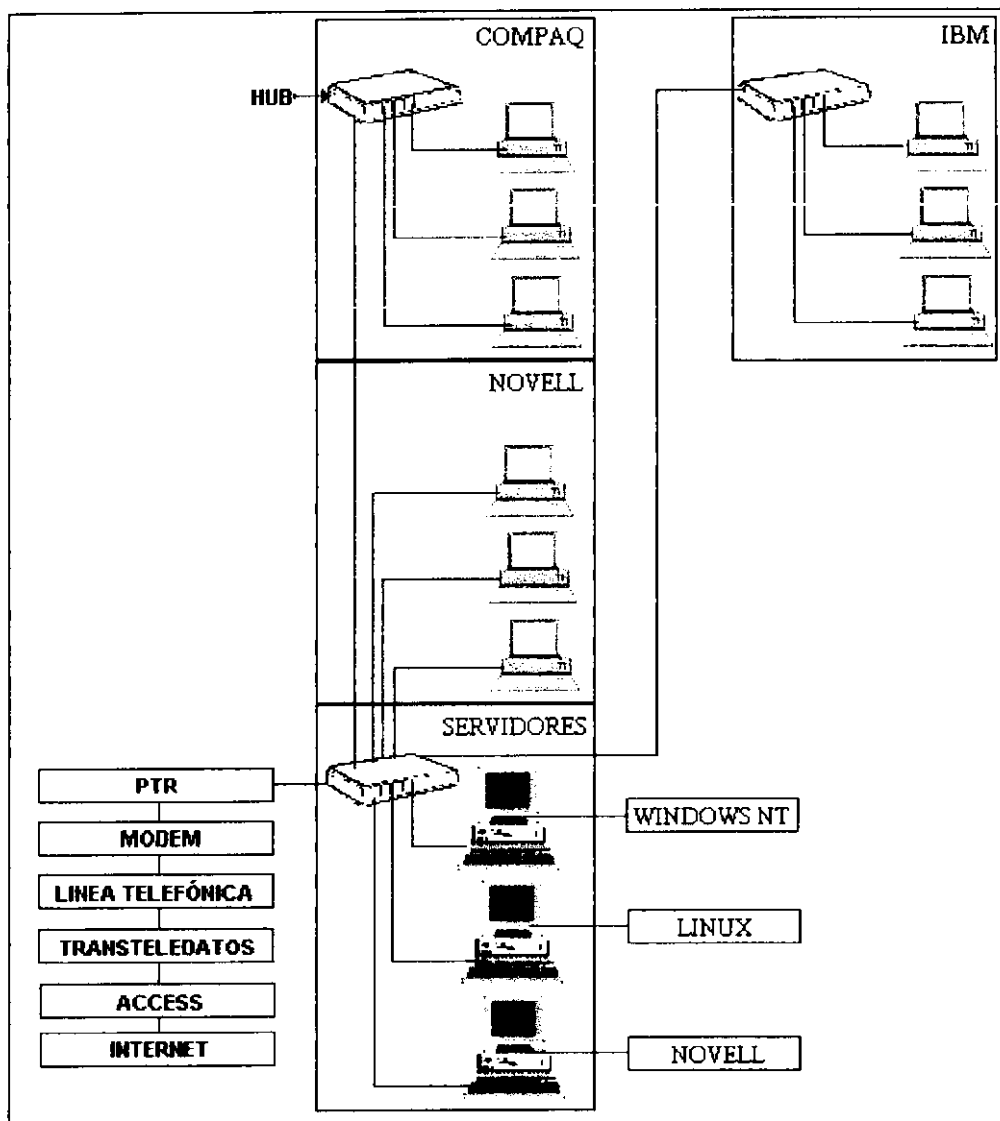 COMPAQ
IBM
HUB
NOVELL
SERVIDORES
PTR
MODEM
LINEA TELEFÓNICA
TRANSTELEDATOS
ACCESS
INTERNET
WINDOWS NT
LINUX
NOVELL